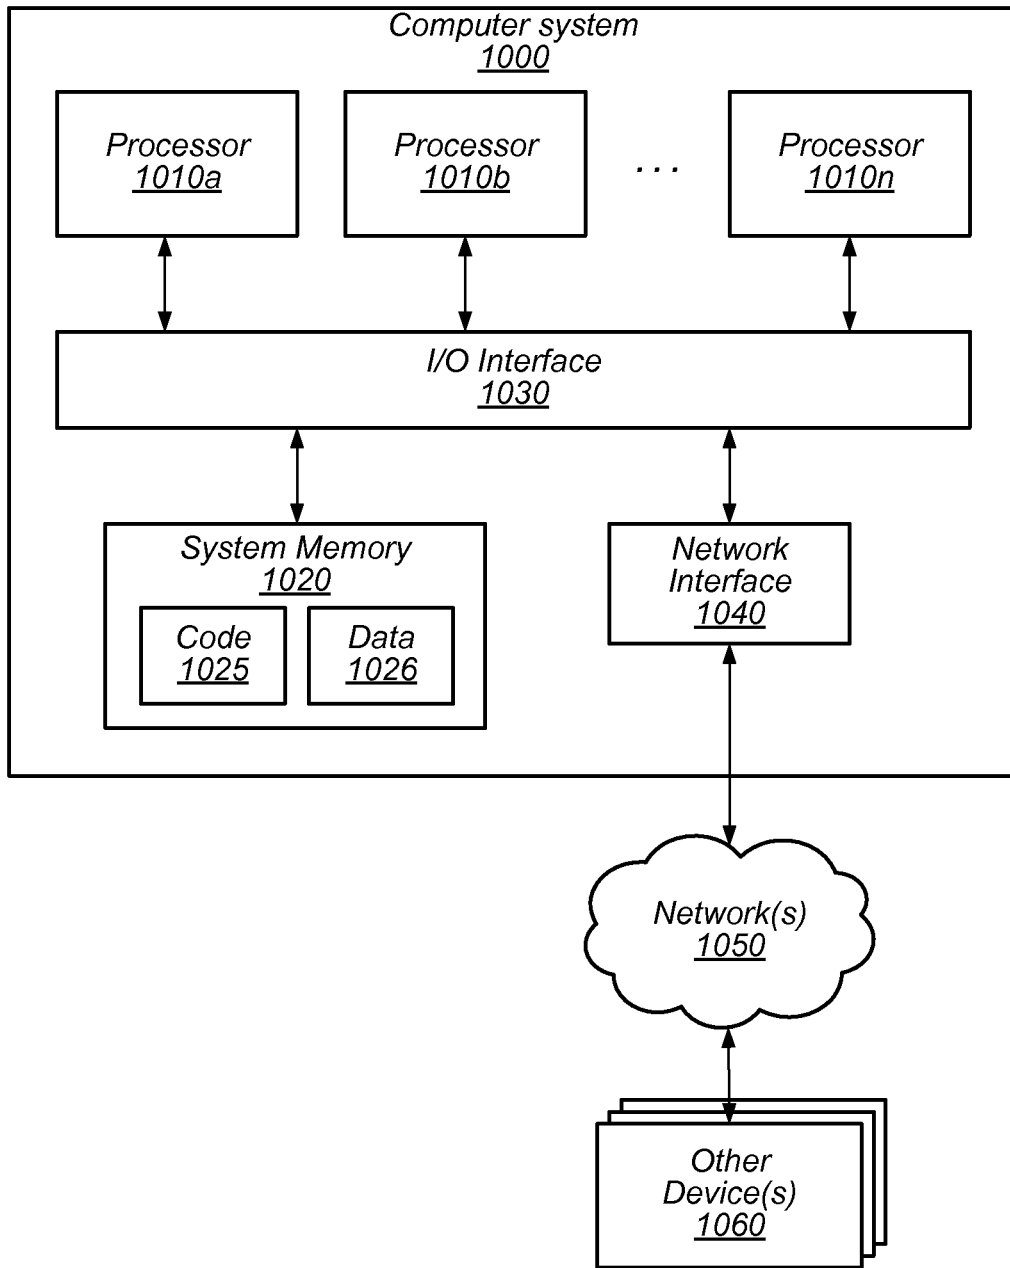 Computer system
1000
Processor
1010a
Processor
1010b
. . .
Processor
1010n
I/O Interface
1030
System Memory
1020
Code
1025
Data
1026
Network
Interface
1040
Network(s)
1050
Other
Device(s)
1060